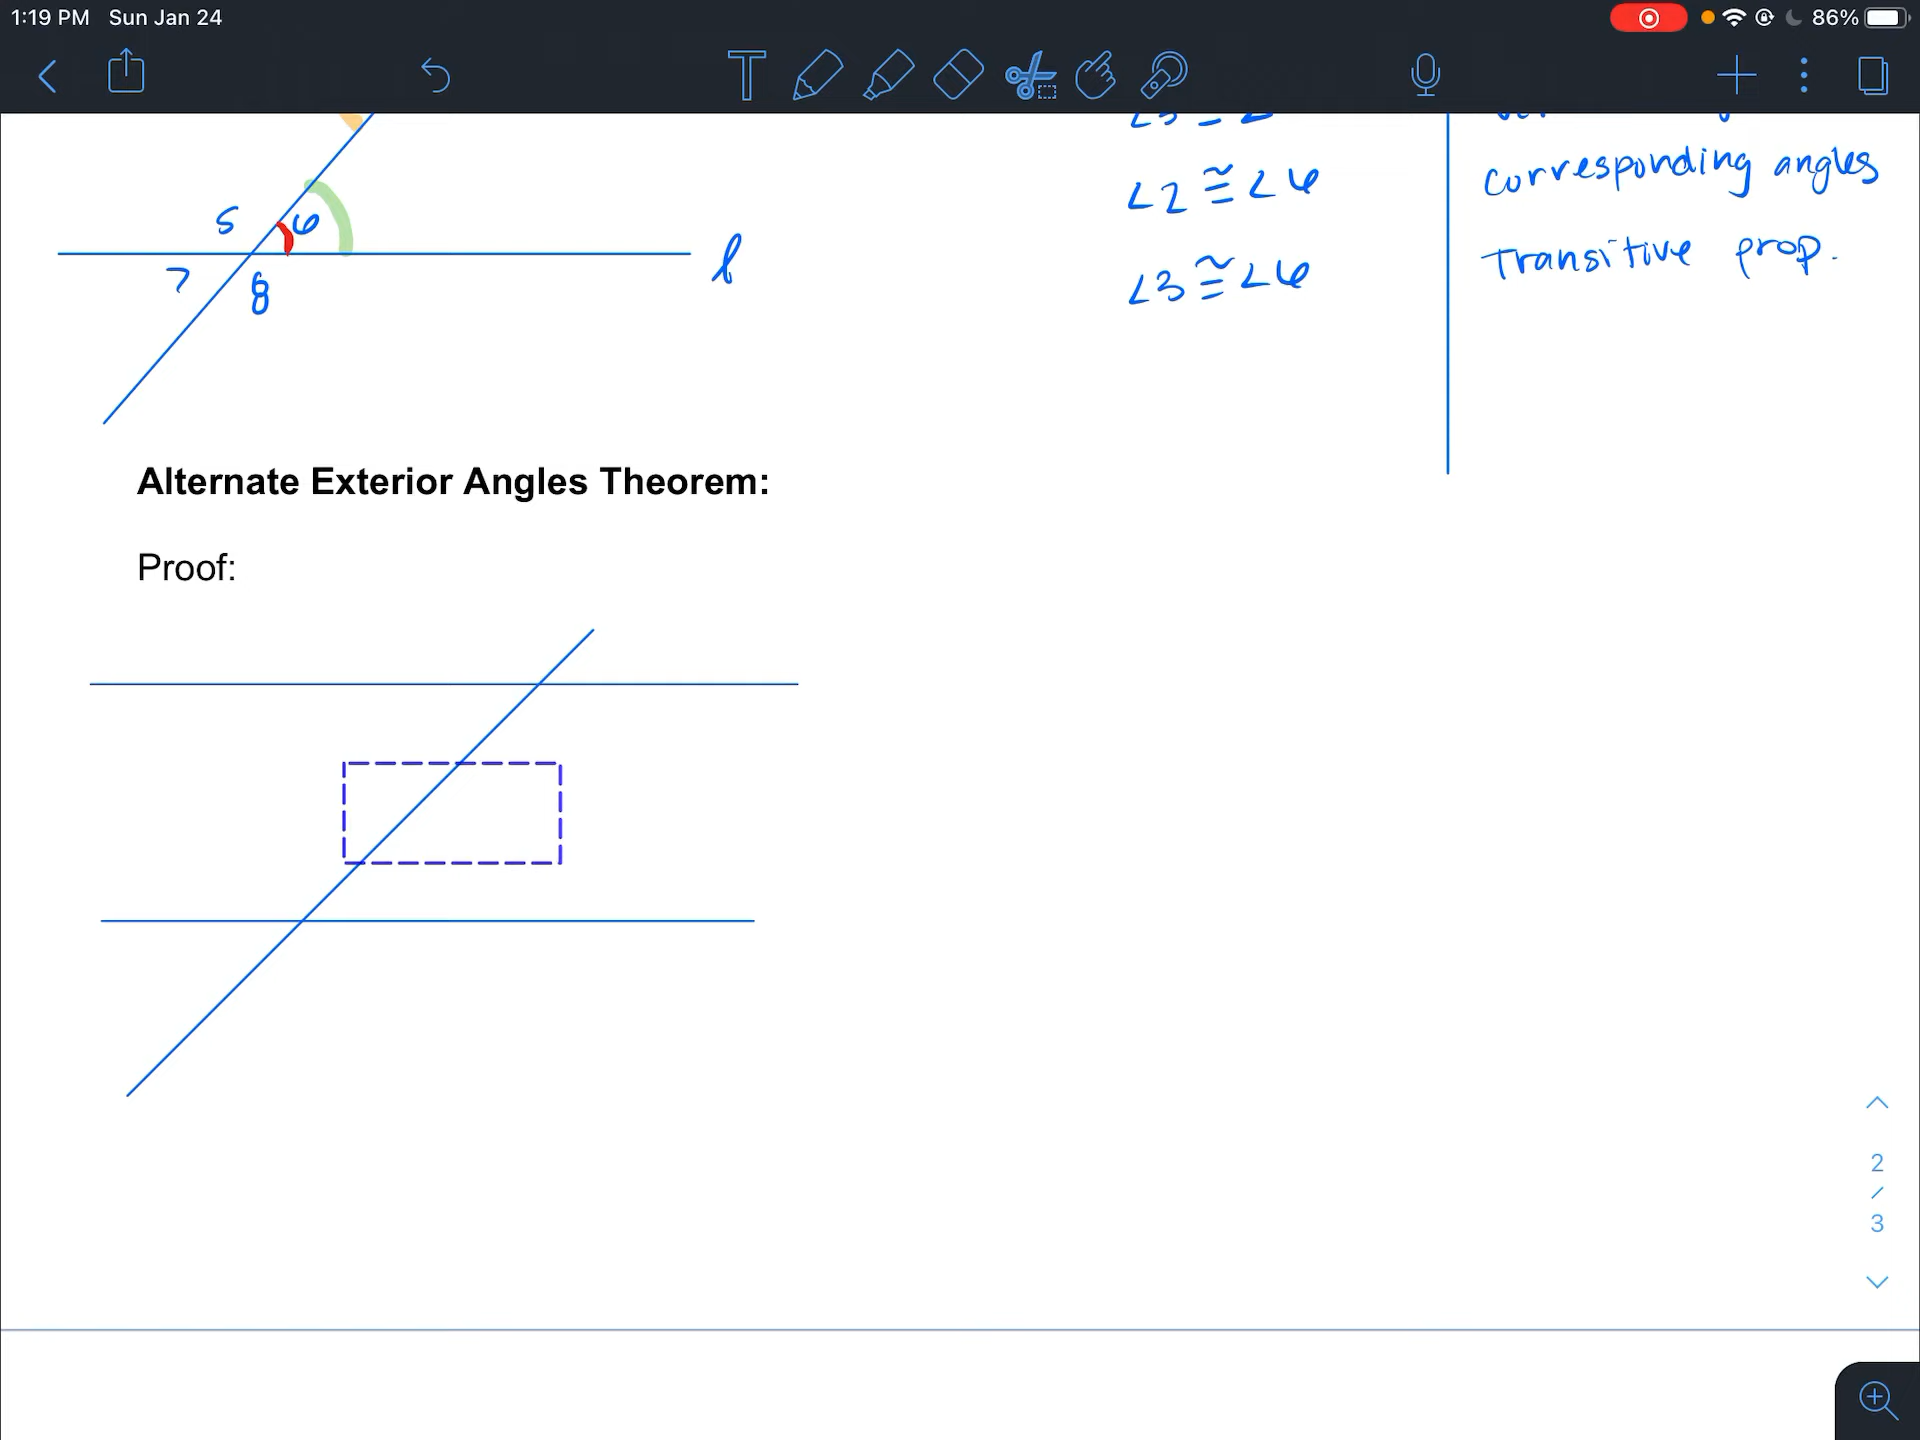 1:19 PM Sun Jan 24
86%
T
∠2 ≅ ∠6
corresponding angles
∠3 ≅ ∠6
Transitive prop.
5
6
7
8
l
Alternate Exterior Angles Theorem:
Proof:
2
/
3